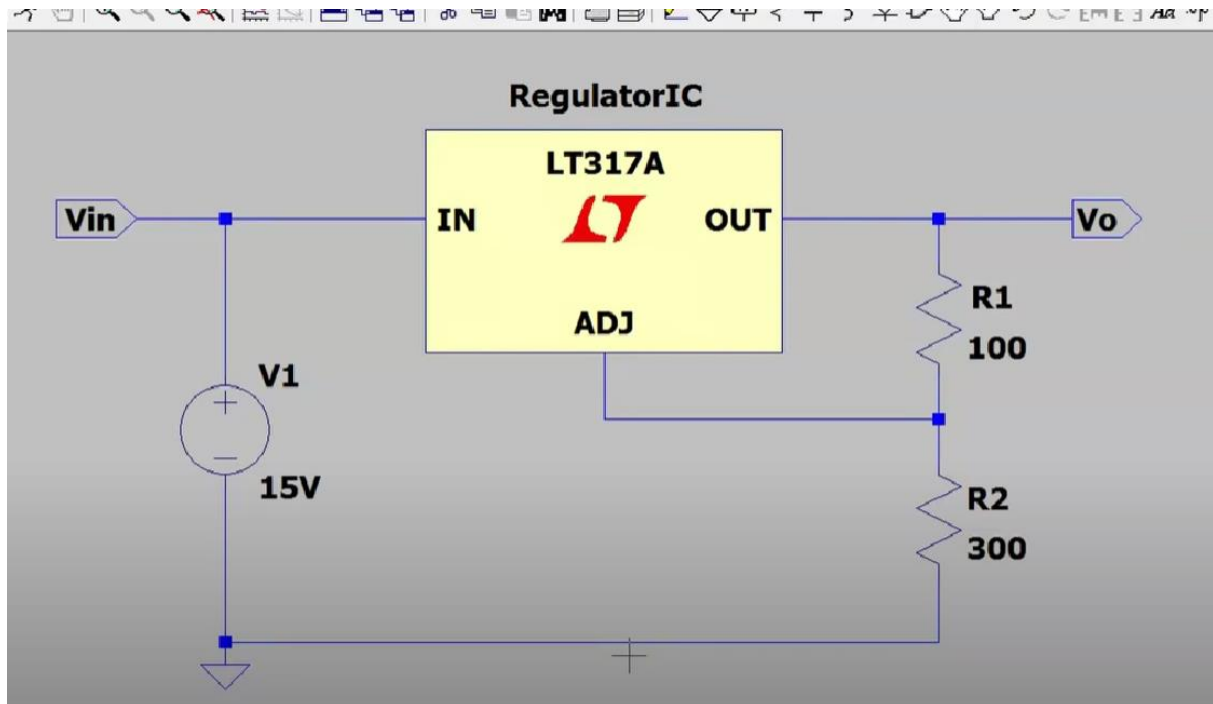 RegulatorIC
LT317A
Vin
IN
OUT
Vo
R1
100
ADJ
V1
15V
R2
300